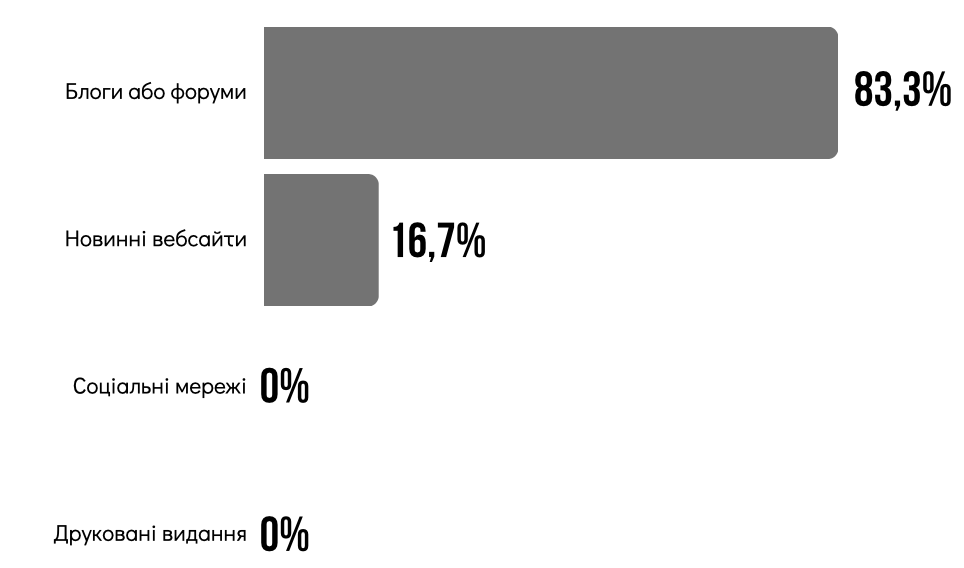 Блоги або форуми 83,3%
Новинні вебсайти 16,7%
Соціальні мережі 0%
Друковані видання 0%